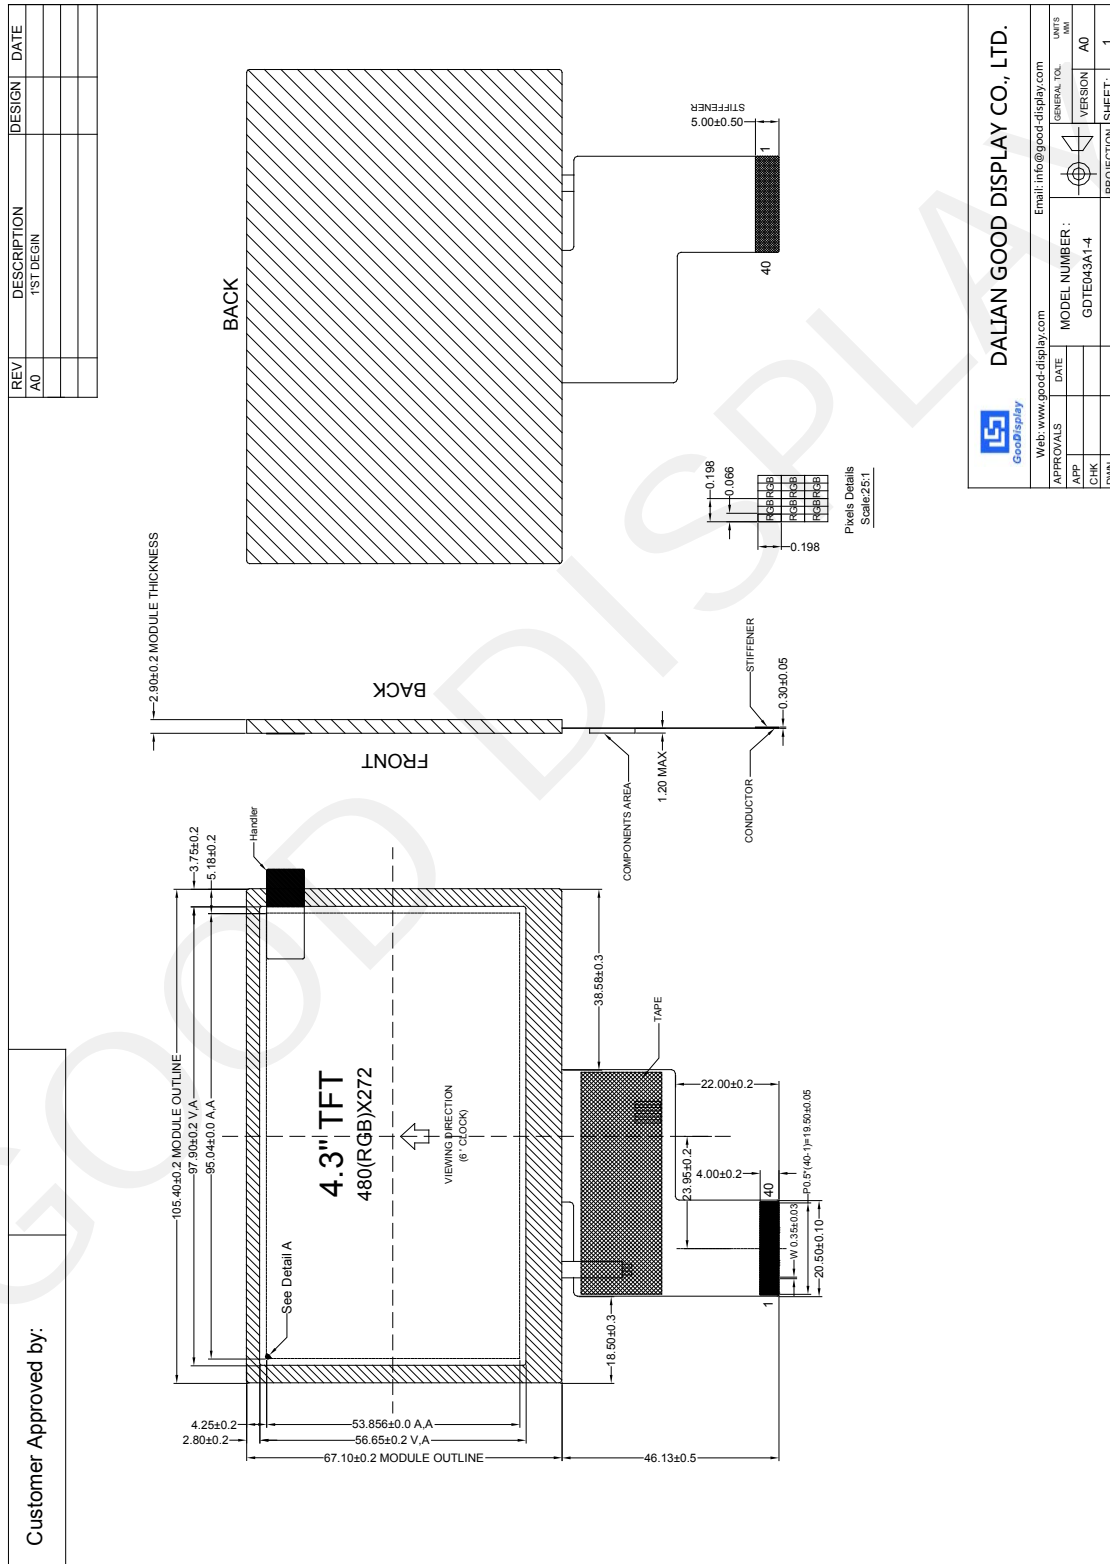 Customer Approved by:
REV DESCRIPTION DESIGN DATE
A0 1'ST DEGIN
105.40±0.2 MODULE OUTLINE
97.90±0.2 V,A
95.04±0.0 A,A
3.75±0.2
5.18±0.2
Handler
See Detail A
4.3" TFT
480(RGB)X272
VIEWING DIRECTION
(6 ' CLOCK)
4.25±0.2
2.80±0.2
53.856±0.0 A,A
56.65±0.2 V,A
67.10±0.2 MODULE OUTLINE
46.13±0.5
18.50±0.3
38.58±0.3
TAPE
22.00±0.2
23.95±0.2
4.00±0.2
1
40
W 0.35±0.03
P0.5*(40-1)=19.50±0.05
20.50±0.10
2.90±0.2 MODULE THICKNESS
FRONT
BACK
COMPONENTS AREA
1.20 MAX
CONDUCTOR
STIFFENER
0.30±0.05
BACK
STIFFENER
5.00±0.50
40
1
0.198
0.066
RGBRGB
RGBRGB
RGBRGB
0.198
Pixels Details
Scale:25:1
GooDisplay
DALIAN GOOD DISPLAY CO., LTD.
Web: www.good-display.com Email: info@good-display.com
APPROVALS DATE
APP
CHK
MODEL NUMBER :
GDTE043A1-4
GENERAL TOL. UNITS
MM
VERSION A0
PROJECTION SHEET: 1
GOOD DISPLAY